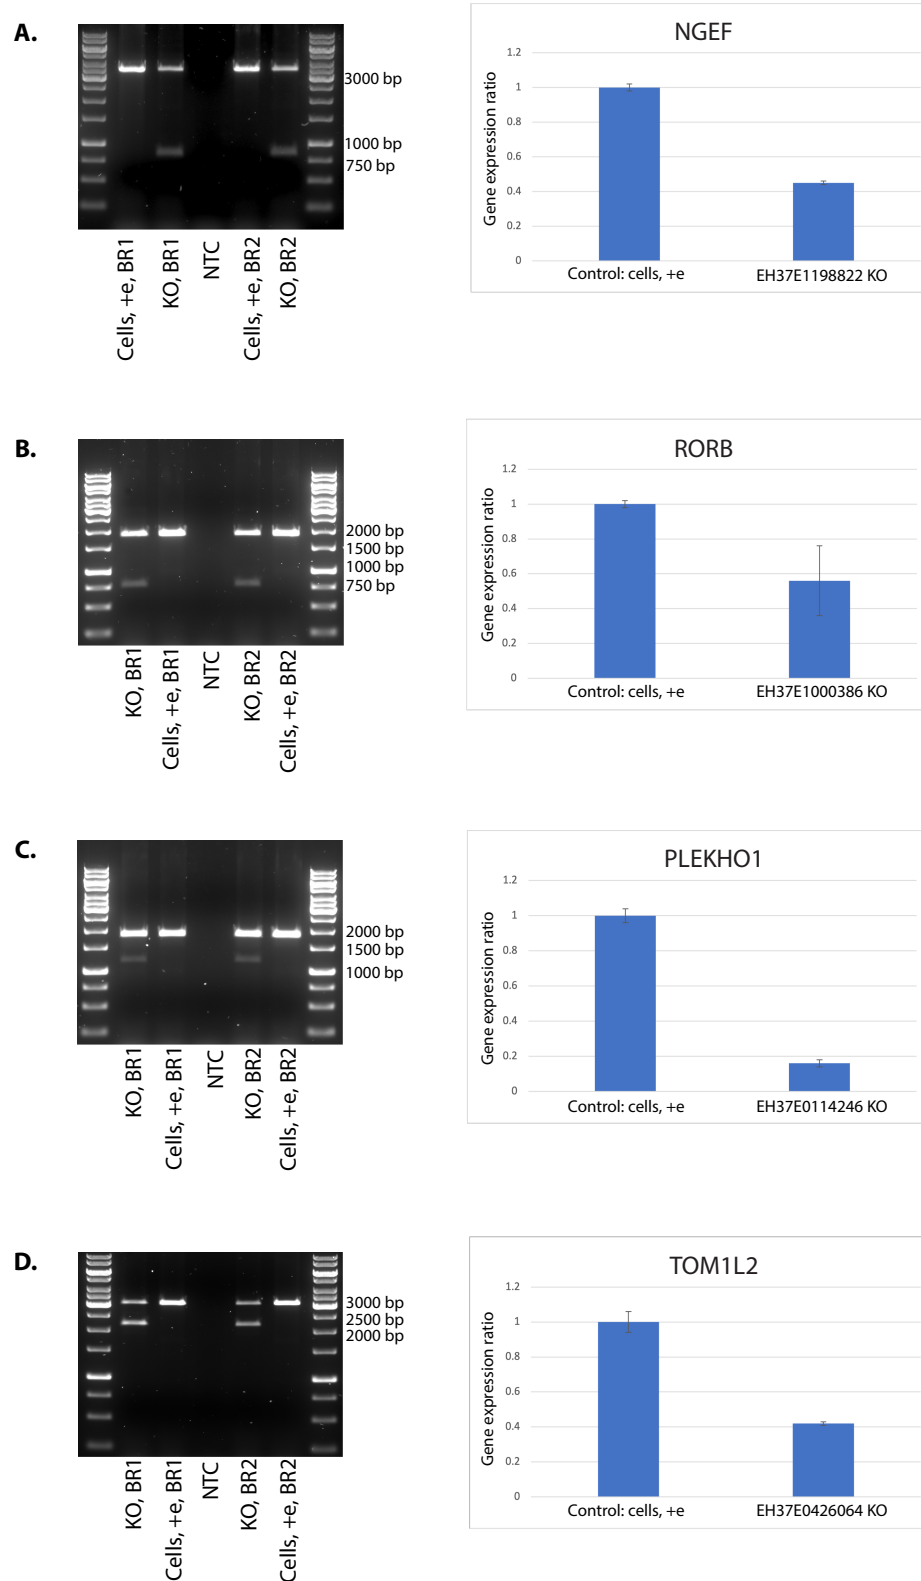 A.
3000 bp
1000 bp
750 bp
Cells, +e, BR1
KO, BR1
NTC
Cells, +e, BR2
KO, BR2
NGEF
Gene expression ratio
1.2
1
0.8
0.6
0.4
0.2
0
Control: cells, +e
EH37E1198822 KO
B.
2000 bp
1500 bp
1000 bp
750 bp
KO, BR1
Cells, +e, BR1
NTC
KO, BR2
Cells, +e, BR2
RORB
Gene expression ratio
1.2
1
0.8
0.6
0.4
0.2
0
Control: cells, +e
EH37E1000386 KO
C.
2000 bp
1500 bp
1000 bp
KO, BR1
Cells, +e, BR1
NTC
KO, BR2
Cells, +e, BR2
PLEKHO1
Gene expression ratio
1.2
1
0.8
0.6
0.4
0.2
0
Control: cells, +e
EH37E0114246 KO
D.
3000 bp
2500 bp
2000 bp
KO, BR1
Cells, +e, BR1
NTC
KO, BR2
Cells, +e, BR2
TOM1L2
Gene expression ratio
1.2
1
0.8
0.6
0.4
0.2
0
Control: cells, +e
EH37E0426064 KO